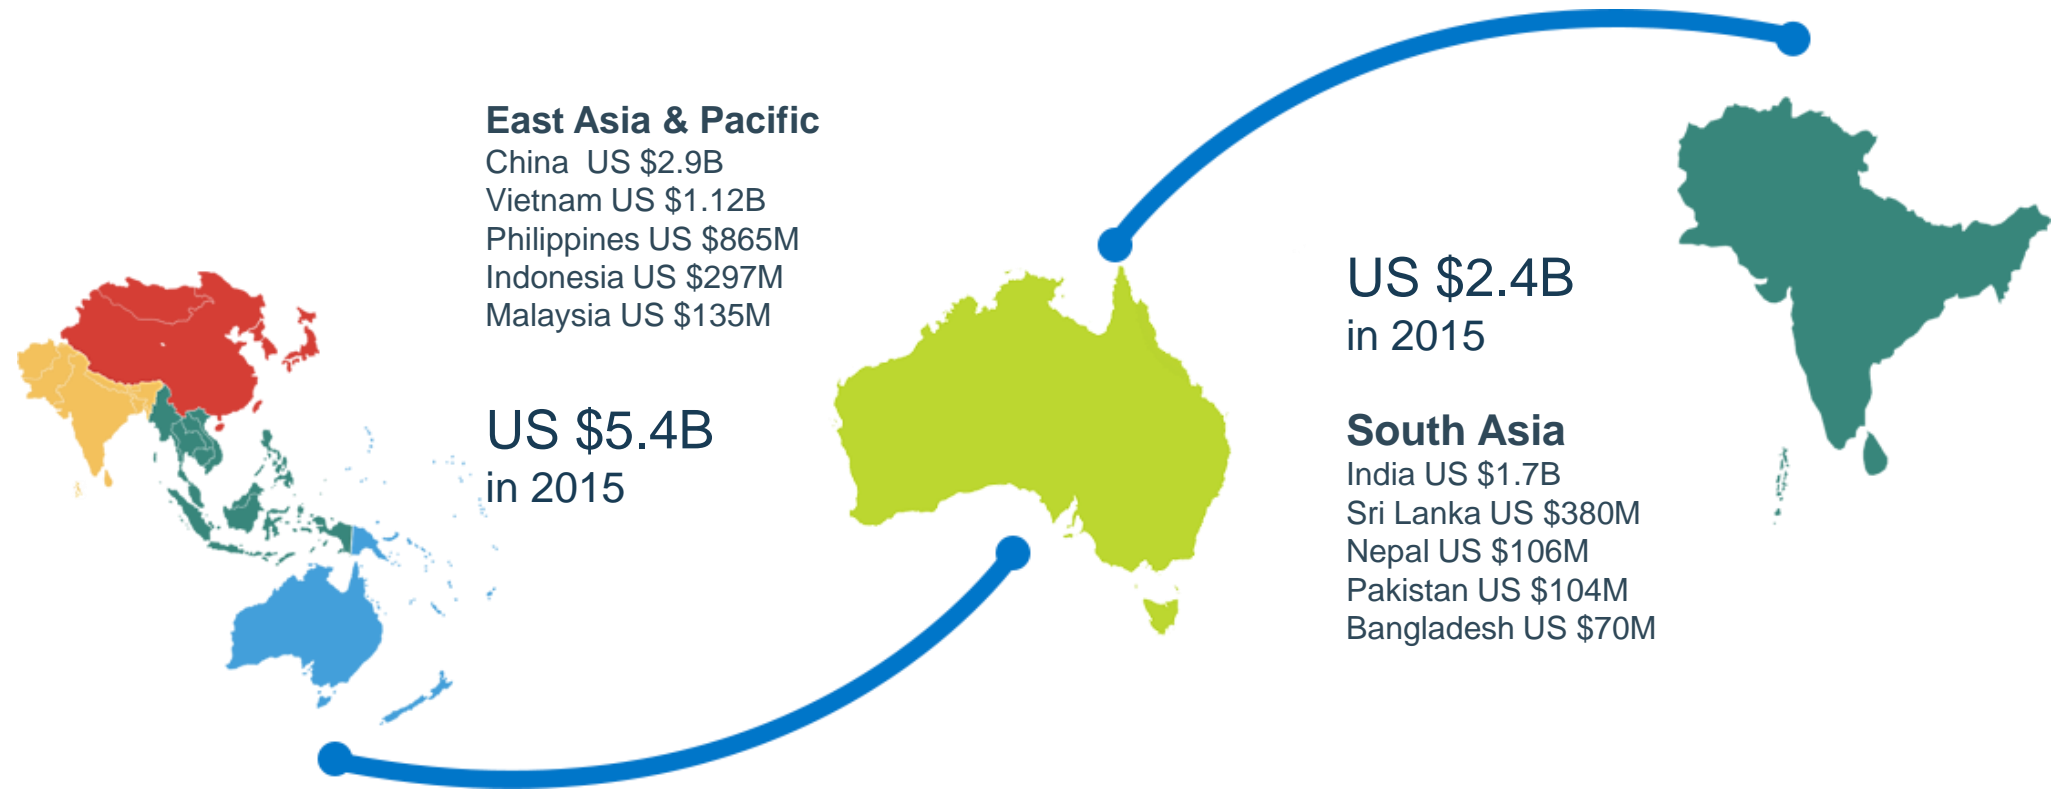 East Asia & Pacific
China  US $2.9B
Vietnam US $1.12B
Philippines US $865M
Indonesia US $297M
Malaysia US $135M
US $5.4B
in 2015
US $2.4B
in 2015
South Asia
India US $1.7B
Sri Lanka US $380M
Nepal US $106M
Pakistan US $104M
Bangladesh US $70M